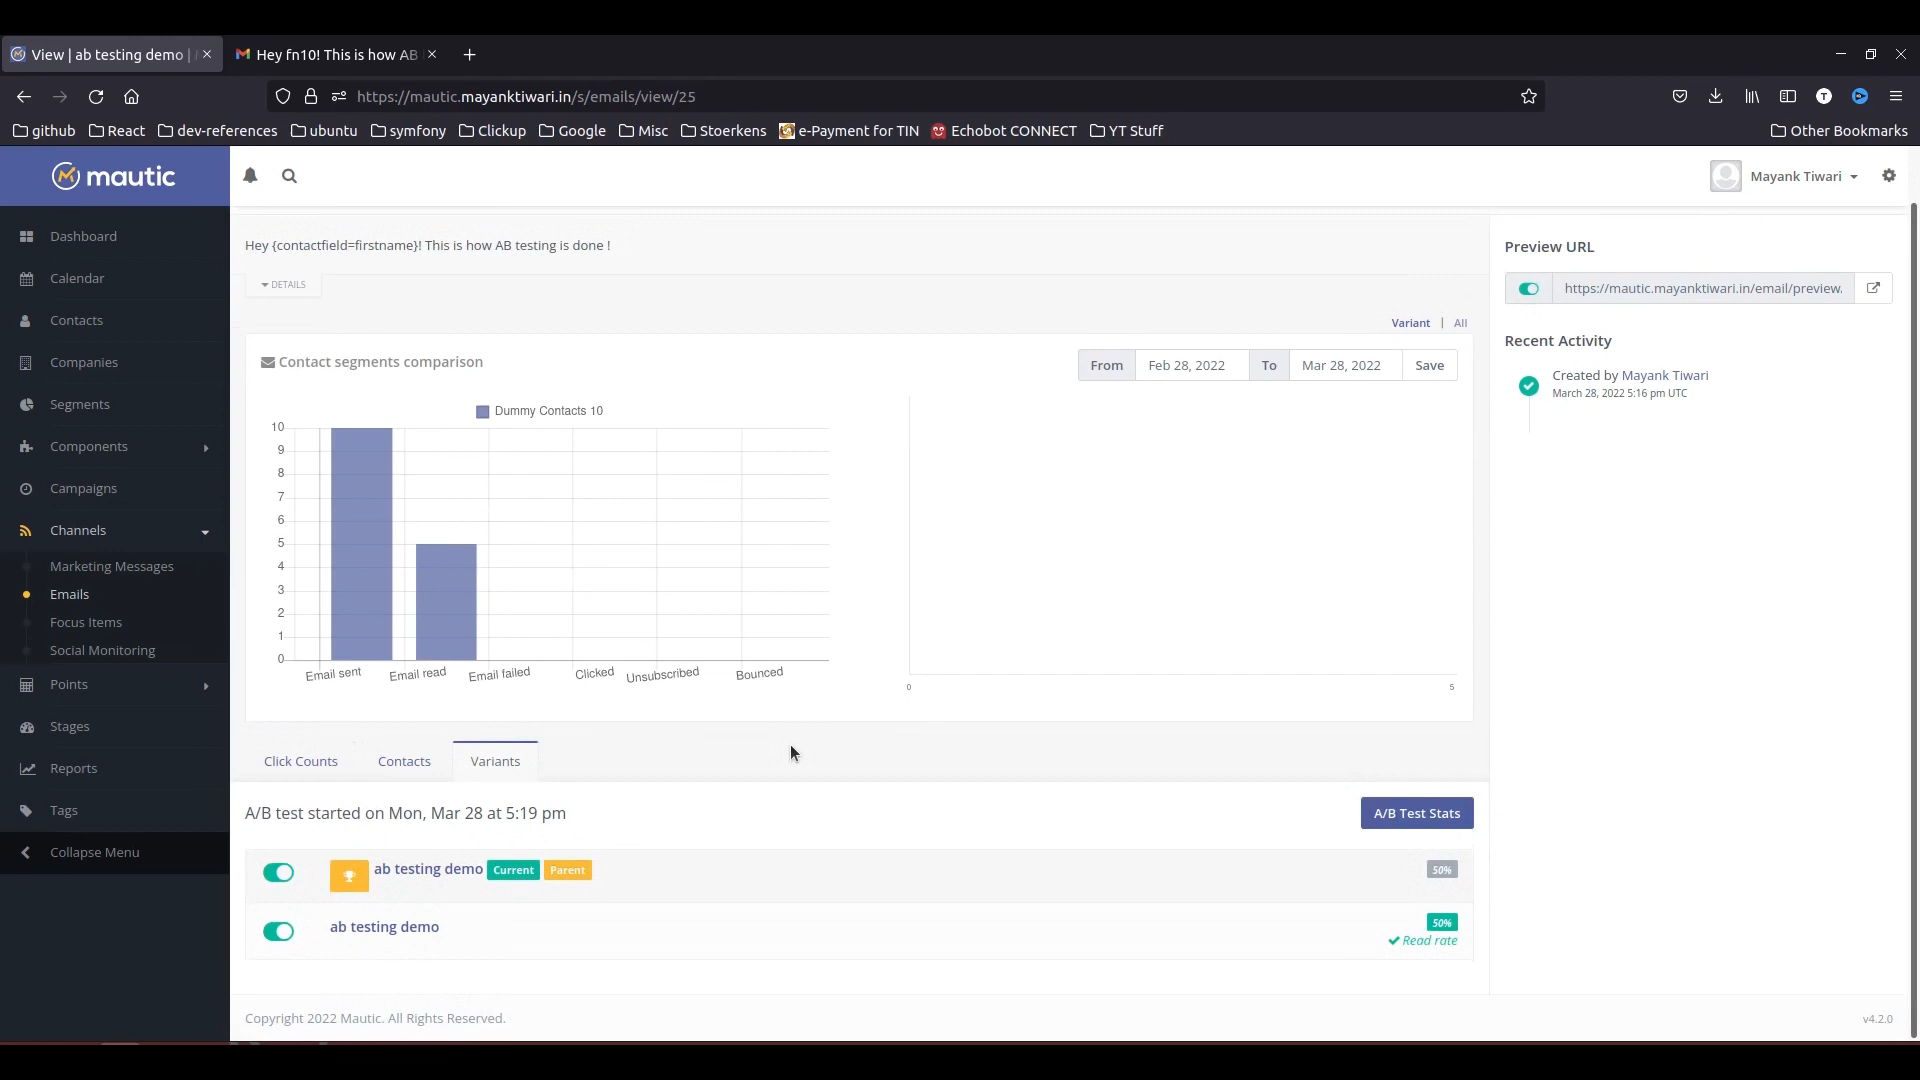 View | ab testing demo |
Hey fn10! This is how AB
https://mautic.mayanktiwari.in/s/emails/view/25
github
React
dev-references
ubuntu
symfony
Clickup
Google
Misc
Stoerkens
e-Payment for TIN
Echobot CONNECT
YT Stuff
Other Bookmarks
mautic
Mayank Tiwari
Dashboard
Calendar
Contacts
Companies
Segments
Components
Campaigns
Channels
Marketing Messages
Emails
Focus Items
Social Monitoring
Points
Stages
Reports
Tags
Collapse Menu
Hey {contactfield=firstname}! This is how AB testing is done !
DETAILS
Variant | All
Contact segments comparison
From Feb 28, 2022 To Mar 28, 2022 Save
Dummy Contacts 10
10
9
8
7
6
5
4
3
2
1
0
Email sent
Email read
Email failed
Clicked
Unsubscribed
Bounced
0
5
Click Counts
Contacts
Variants
A/B test started on Mon, Mar 28 at 5:19 pm
A/B Test Stats
ab testing demo Current Parent
50%
ab testing demo
50%
Read rate
Preview URL
https://mautic.mayanktiwari.in/email/preview.
Recent Activity
Created by Mayank Tiwari
March 28, 2022 5:16 pm UTC
Copyright 2022 Mautic. All Rights Reserved.
v4.2.0